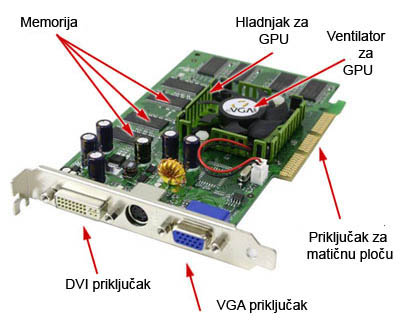 Memorija
Hladnjak za
GPU
Ventilator
za
GPU
VGA
Priključak za
matičnu ploču
DVI priključak
VGA priključak